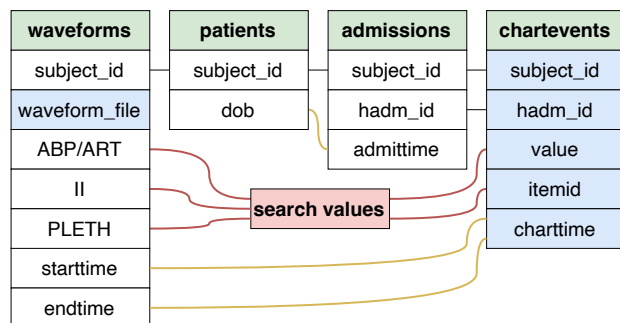 waveforms
patients
admissions
chartevents
subject_id
subject_id
subject_id
subject_id
waveform_file
dob
hadm_id
hadm_id
ABP/ART
admittime
value
II
search values
itemid
PLETH
charttime
starttime
endtime